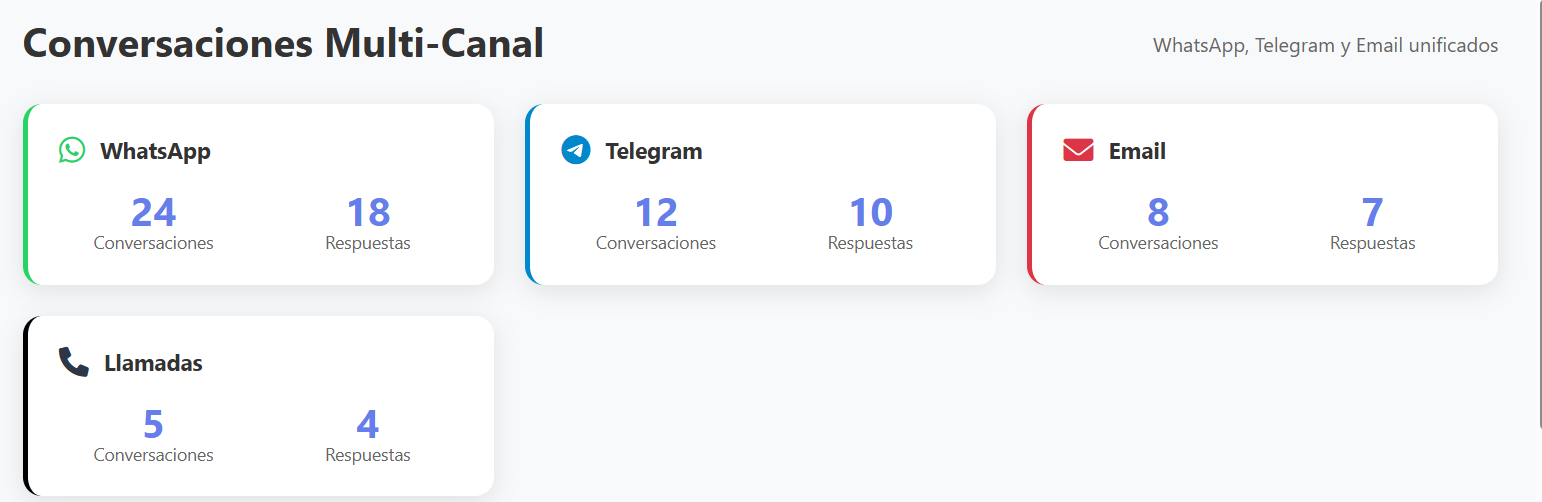 Conversaciones Multi-Canal
WhatsApp, Telegram y Email unificados
WhatsApp
24
Conversaciones
18
Respuestas
Telegram
12
Conversaciones
10
Respuestas
Email
8
Conversaciones
7
Respuestas
Llamadas
5
Conversaciones
4
Respuestas